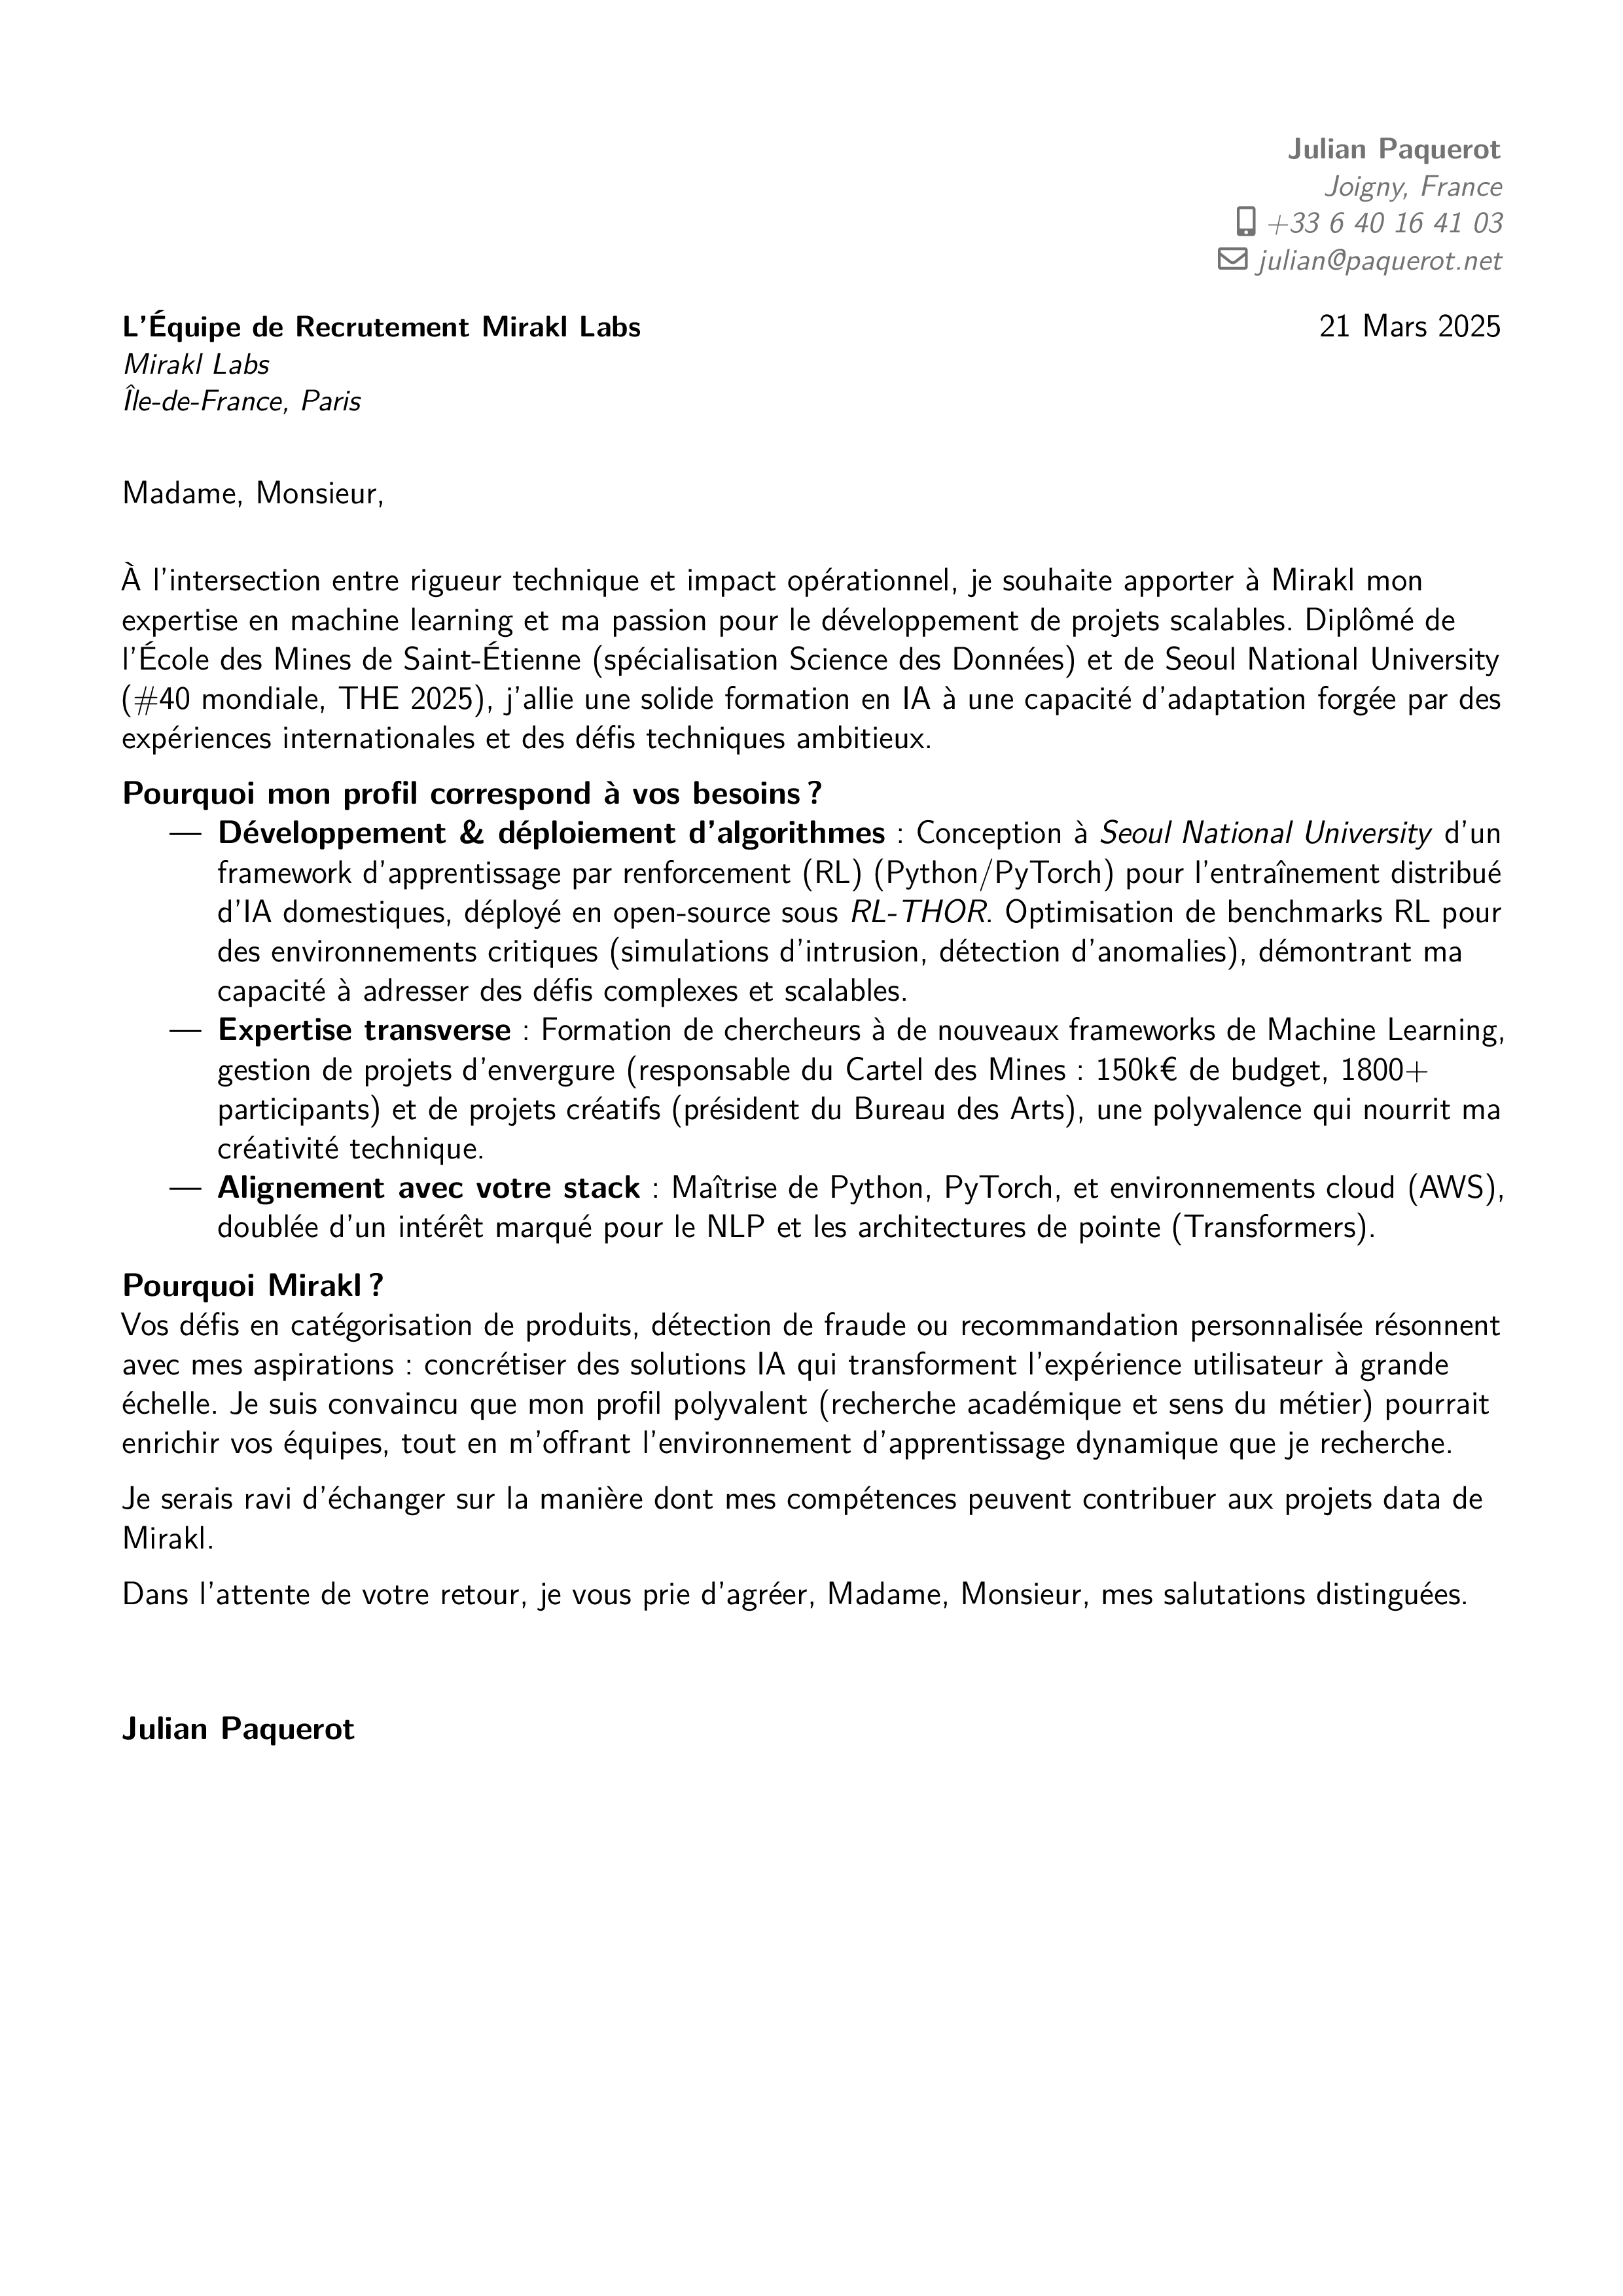 Julian Paquerot
Joigny, France
+33 6 40 16 41 03
julian@paquerot.net
L'Équipe de Recrutement Mirakl Labs
21 Mars 2025
Mirakl Labs
Île-de-France, Paris
Madame, Monsieur,
À l'intersection entre rigueur technique et impact opérationnel, je souhaite apporter à Mirakl mon
expertise en machine learning et ma passion pour le développement de projets scalables. Diplômé de
l'École des Mines de Saint-Étienne (spécialisation Science des Données) et de Seoul National University
(#40 mondiale, THE 2025), j'allie une solide formation en IA à une capacité d'adaptation forgée par des
expériences internationales et des défis techniques ambitieux.
Pourquoi mon profil correspond à vos besoins ?
— Développement & déploiement d'algorithmes : Conception à Seoul National University d'un
framework d'apprentissage par renforcement (RL) (Python/PyTorch) pour l'entraînement distribué
d'IA domestiques, déployé en open-source sous RL-THOR. Optimisation de benchmarks RL pour
des environnements critiques (simulations d'intrusion, détection d'anomalies), démontrant ma
capacité à adresser des défis complexes et scalables.
— Expertise transverse : Formation de chercheurs à de nouveaux frameworks de Machine Learning,
gestion de projets d'envergure (responsable du Cartel des Mines : 150k€ de budget, 1800+
participants) et de projets créatifs (président du Bureau des Arts), une polyvalence qui nourrit ma
créativité technique.
— Alignement avec votre stack : Maîtrise de Python, PyTorch, et environnements cloud (AWS),
doublée d'un intérêt marqué pour le NLP et les architectures de pointe (Transformers).
Pourquoi Mirakl ?
Vos défis en catégorisation de produits, détection de fraude ou recommandation personnalisée résonnent
avec mes aspirations : concrétiser des solutions IA qui transforment l'expérience utilisateur à grande
échelle. Je suis convaincu que mon profil polyvalent (recherche académique et sens du métier) pourrait
enrichir vos équipes, tout en m'offrant l'environnement d'apprentissage dynamique que je recherche.
Je serais ravi d'échanger sur la manière dont mes compétences peuvent contribuer aux projets data de
Mirakl.
Dans l'attente de votre retour, je vous prie d'agréer, Madame, Monsieur, mes salutations distinguées.
Julian Paquerot